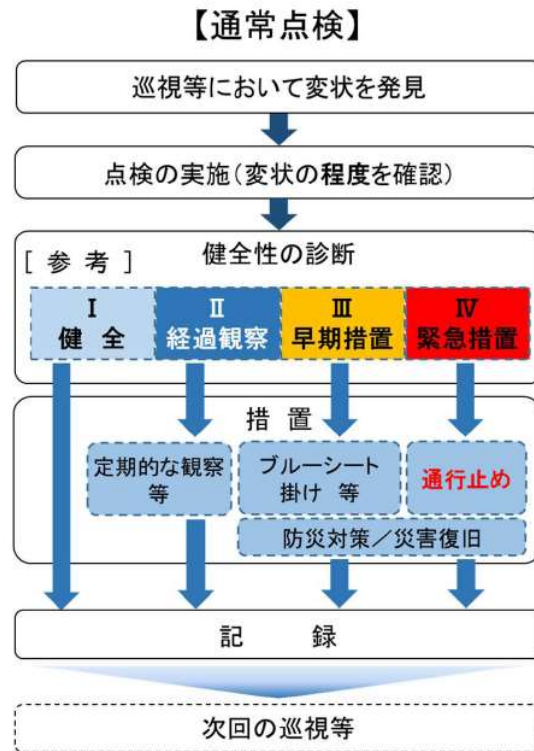 【通常点検】
巡視等において変状を発見
点検の実施(変状の程度を確認)
健全性の診断
[ 参 考 ]
Ⅰ
健 全
Ⅱ
経過観察
Ⅲ
早期措置
Ⅳ
緊急措置
措 置
定期的な観察
等
ブルーシート
掛け 等
通行止め
防災対策/災害復旧
記 録
次回の巡視等